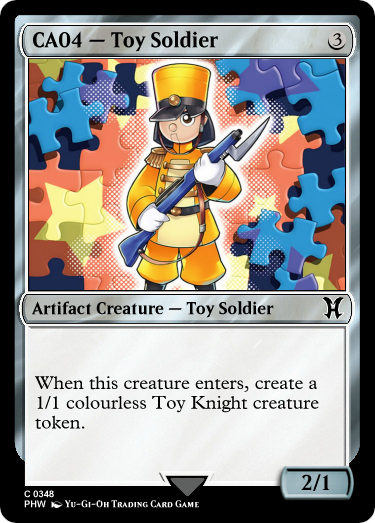 CA04 — Toy Soldier 3
Artifact Creature — Toy Soldier
When this creature enters, create a
1/1 colourless Toy Knight creature
token.
2/1
C 0348
PHW Yu-Gi-Oh Trading Card Game